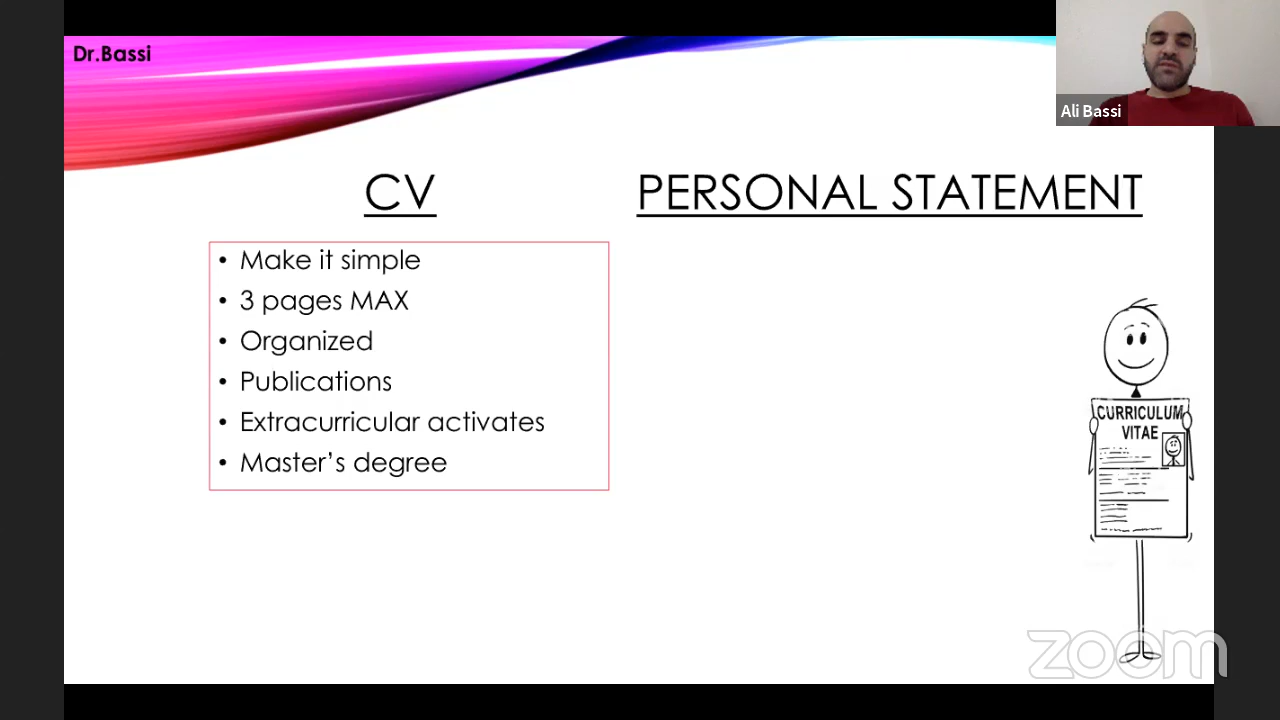 Dr.Bassi
Ali Bassi
CV
PERSONAL STATEMENT
• Make it simple
• 3 pages MAX
• Organized
• Publications
• Extracurricular activates
• Master’s degree
CURRICULUM
VITAE
zoom